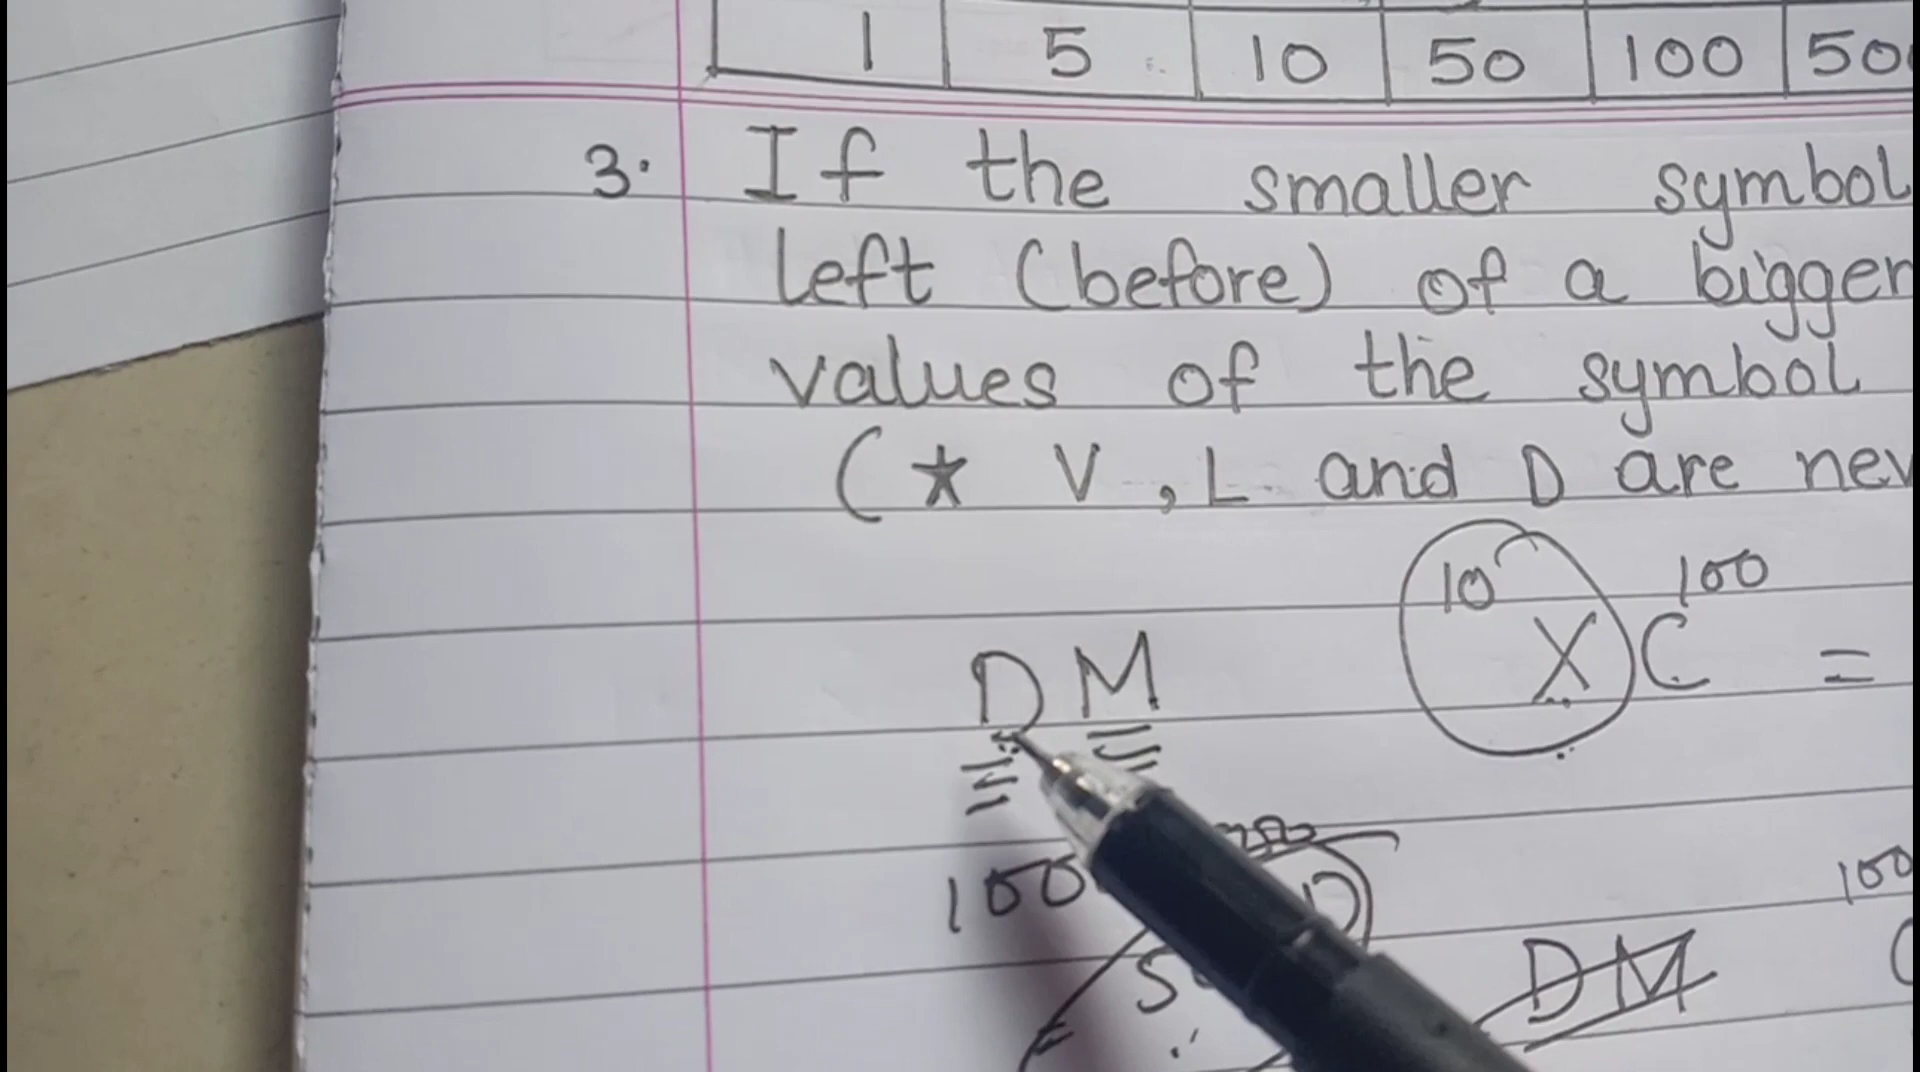 1 5 10 50 100 50
3. If the smaller symbol
left (before) of a bigger
values of the symbol
(★ V, L and D are nev
10 100
DM XC =
100 D 100
DM